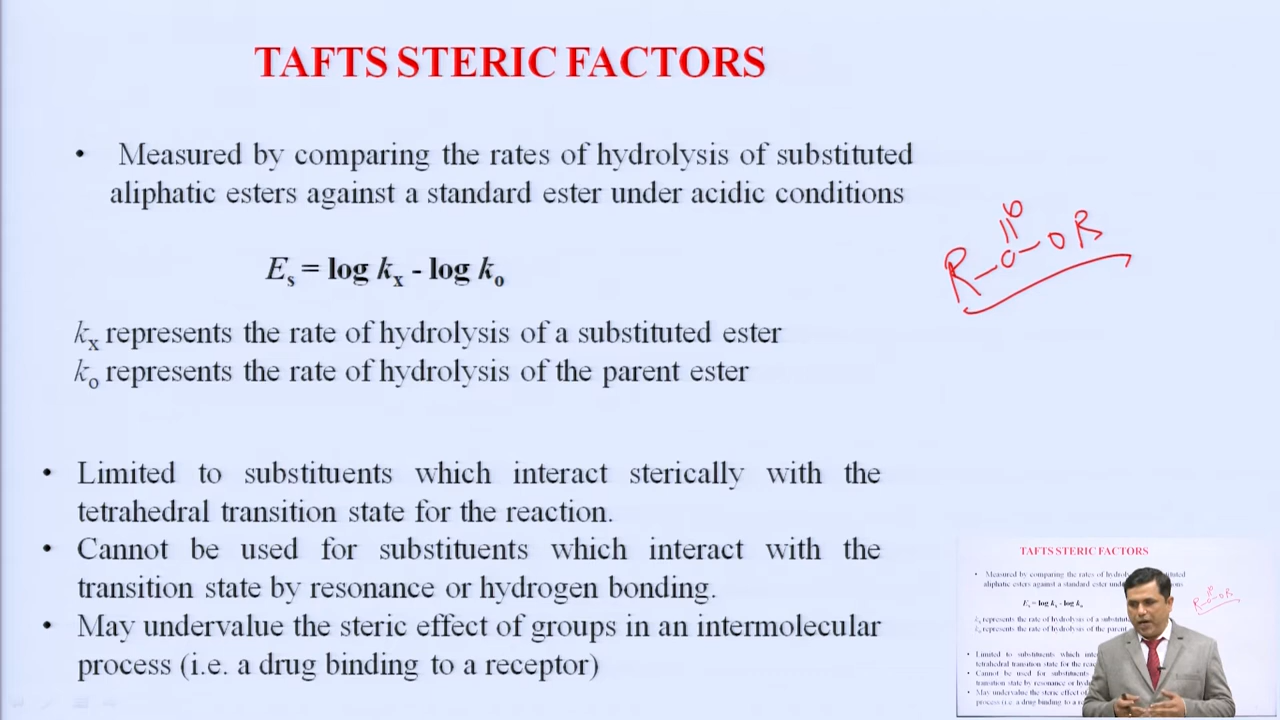 TAFTS STERIC FACTORS
• Measured by comparing the rates of hydrolysis of substituted
aliphatic esters against a standard ester under acidic conditions
Es = log kx - log ko
kx represents the rate of hydrolysis of a substituted ester
ko represents the rate of hydrolysis of the parent ester
• Limited to substituents which interact sterically with the
tetrahedral transition state for the reaction.
• Cannot be used for substituents which interact with the
transition state by resonance or hydrogen bonding.
• May undervalue the steric effect of groups in an intermolecular
process (i.e. a drug binding to a receptor)
TAFTS STERIC FACTORS